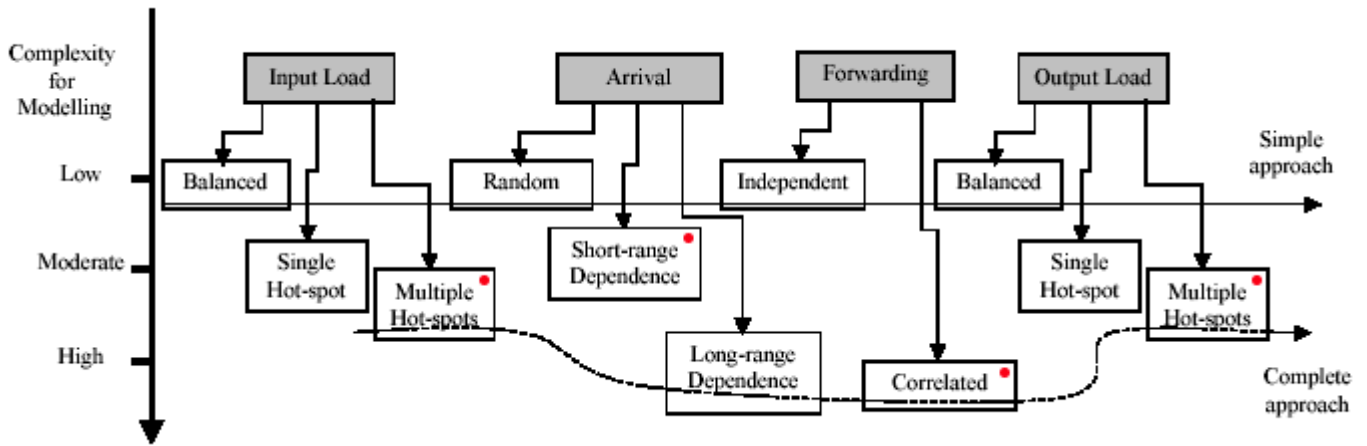 Complexity
for
Modelling
Input Load
Arrival
Forwarding
Output Load
Low
Balanced
Random
Independent
Balanced
Simple
approach
Moderate
Single
Hot-spot
Multiple
Hot-spots
Short-range
Dependence
Single
Hot-spot
Multiple
Hot-spots
High
Long-range
Dependence
Correlated
Complete
approach